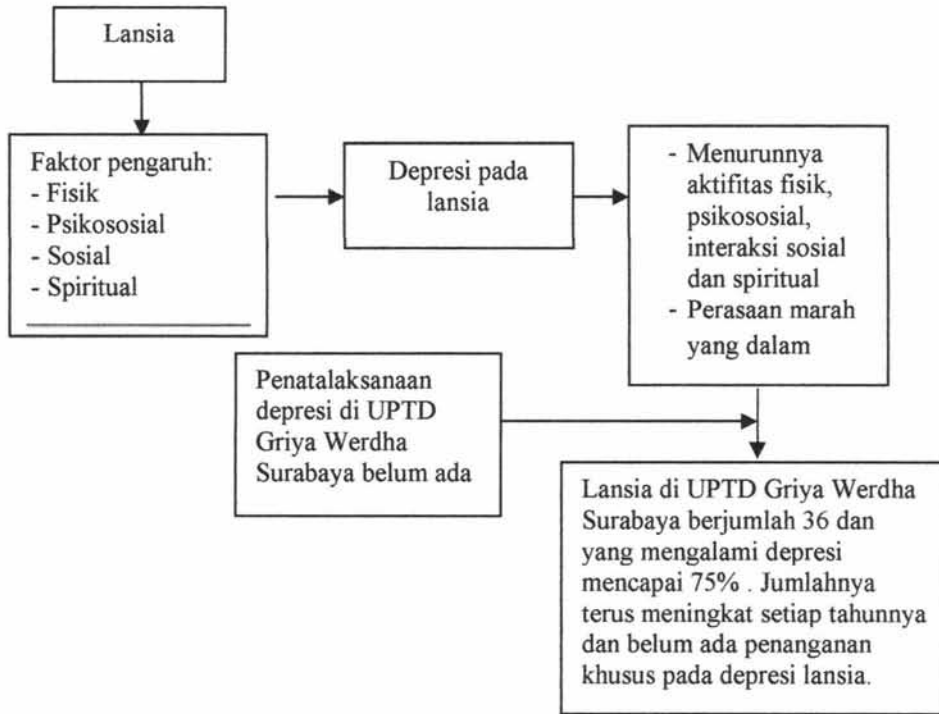 Lansia
Faktor pengaruh:
- Fisik
- Psikososial
- Sosial
- Spiritual
Depresi pada
lansia
- Menurunnya
aktifitas fisik,
psikososial,
interaksi sosial
dan spiritual
- Perasaan marah
yang dalam
Penatalaksanaan
depresi di UPTD
Griya Werdha
Surabaya belum ada
Lansia di UPTD Griya Werdha
Surabaya berjumlah 36 dan
yang mengalami depresi
mencapai 75% . Jumlahnya
terus meningkat setiap tahunnya
dan belum ada penanganan
khusus pada depresi lansia.